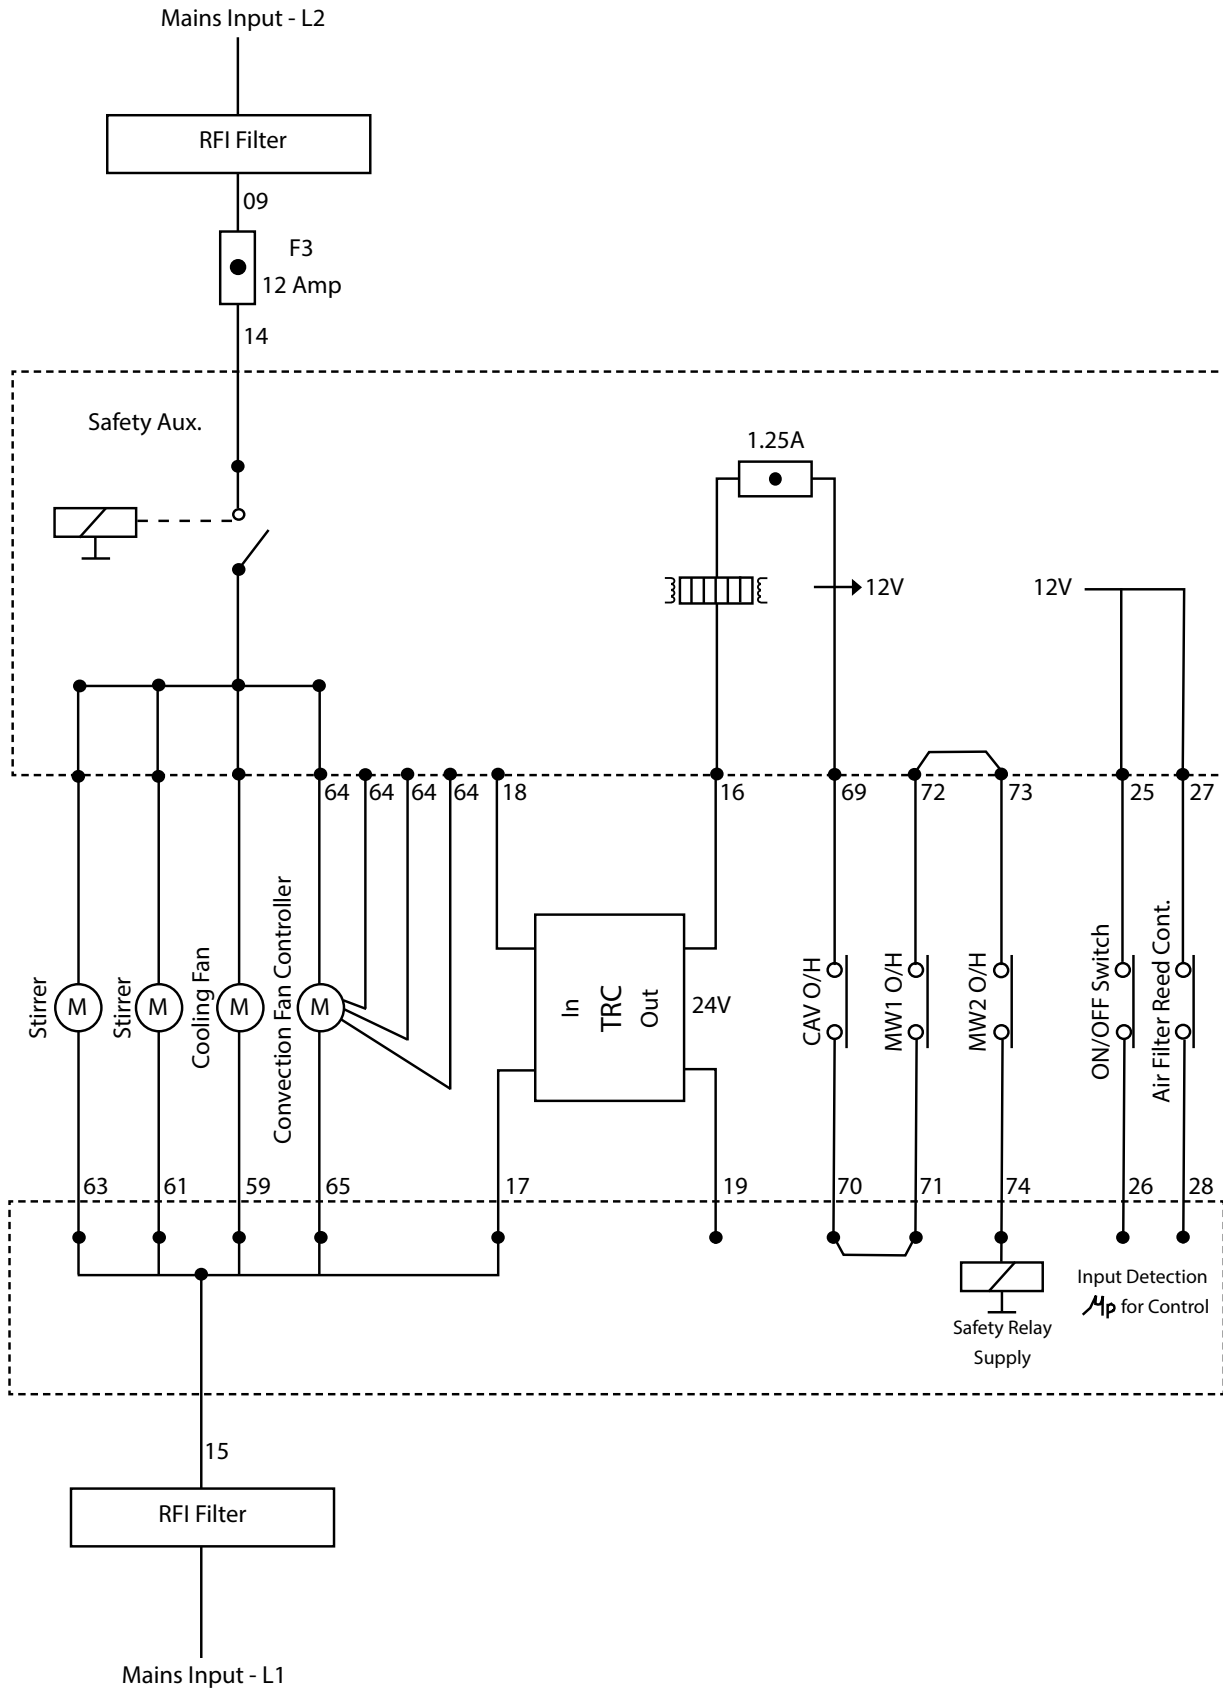 Mains Input - L2
RFI Filter
09
F3
12 Amp
14
Safety Aux.
1.25A
12V
12V
64
64
64
64
18
16
69
72
73
25
27
Stirrer
M
Stirrer
M
Cooling Fan
M
Convection Fan Controller
M
In
TRC
Out
24V
CAV O/H
MW1 O/H
MW2 O/H
ON/OFF Switch
Air Filter Reed Cont.
63
61
59
65
17
19
70
71
74
26
28
Safety Relay
Supply
Input Detection
μp for Control
15
RFI Filter
Mains Input - L1